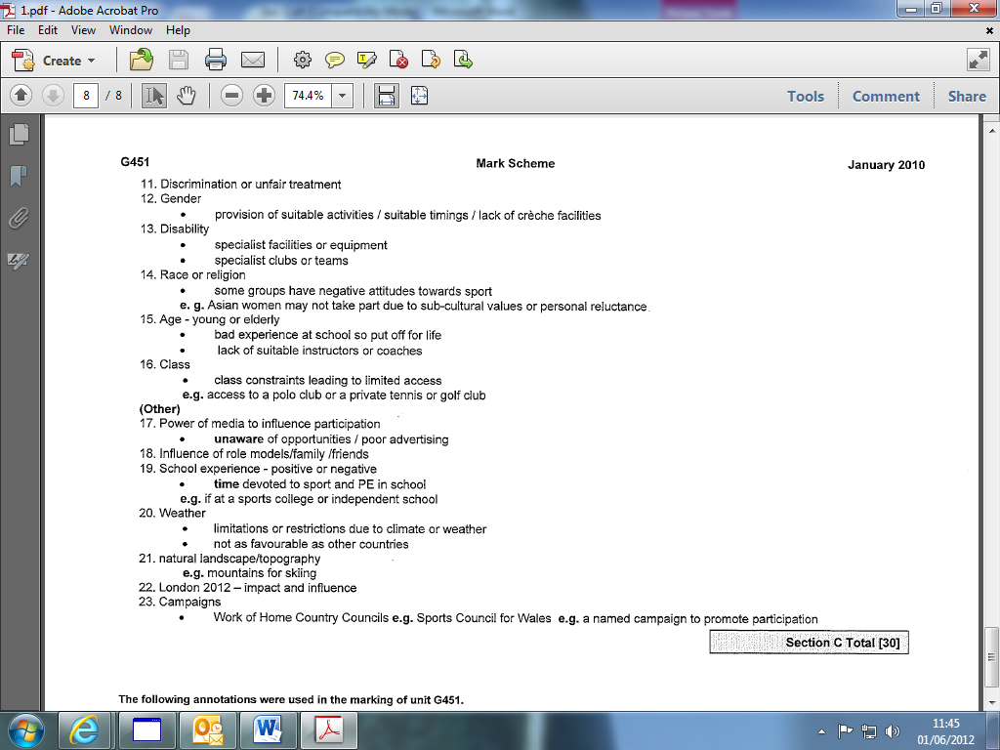 1.pdf - Adobe Acrobat Pro
File Edit View Window Help
Create
8 / 8 74.4% Tools Comment Share
G451 Mark Scheme January 2010
11. Discrimination or unfair treatment
12. Gender
• provision of suitable activities / suitable timings / lack of crèche facilities
13. Disability
• specialist facilities or equipment
• specialist clubs or teams
14. Race or religion
• some groups have negative attitudes towards sport
e. g. Asian women may not take part due to sub-cultural values or personal reluctance.
15. Age - young or elderly
• bad experience at school so put off for life
• lack of suitable instructors or coaches
16. Class
• class constraints leading to limited access
e.g. access to a polo club or a private tennis or golf club
(Other)
17. Power of media to influence participation
• unaware of opportunities / poor advertising
18. Influence of role models/family /friends
19. School experience - positive or negative
• time devoted to sport and PE in school
e.g. if at a sports college or independent school
20. Weather
• limitations or restrictions due to climate or weather
• not as favourable as other countries
21. natural landscape/topography
e.g. mountains for skiing
22. London 2012 – impact and influence
23. Campaigns
• Work of Home Country Councils e.g. Sports Council for Wales e.g. a named campaign to promote participation
Section C Total [30]
The following annotations were used in the marking of unit G451.
11:45
01/06/2012